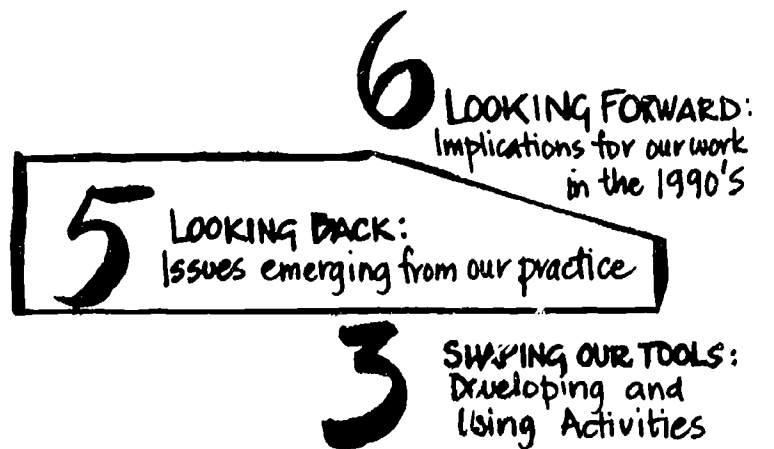 6
LOOKING FORWARD:
Implications for our work
in the 1990'S
5
LOOKING BACK:
Issues emerging from our practice
3
SHAPING OUR TOOLS:
Developing and
Using Activities